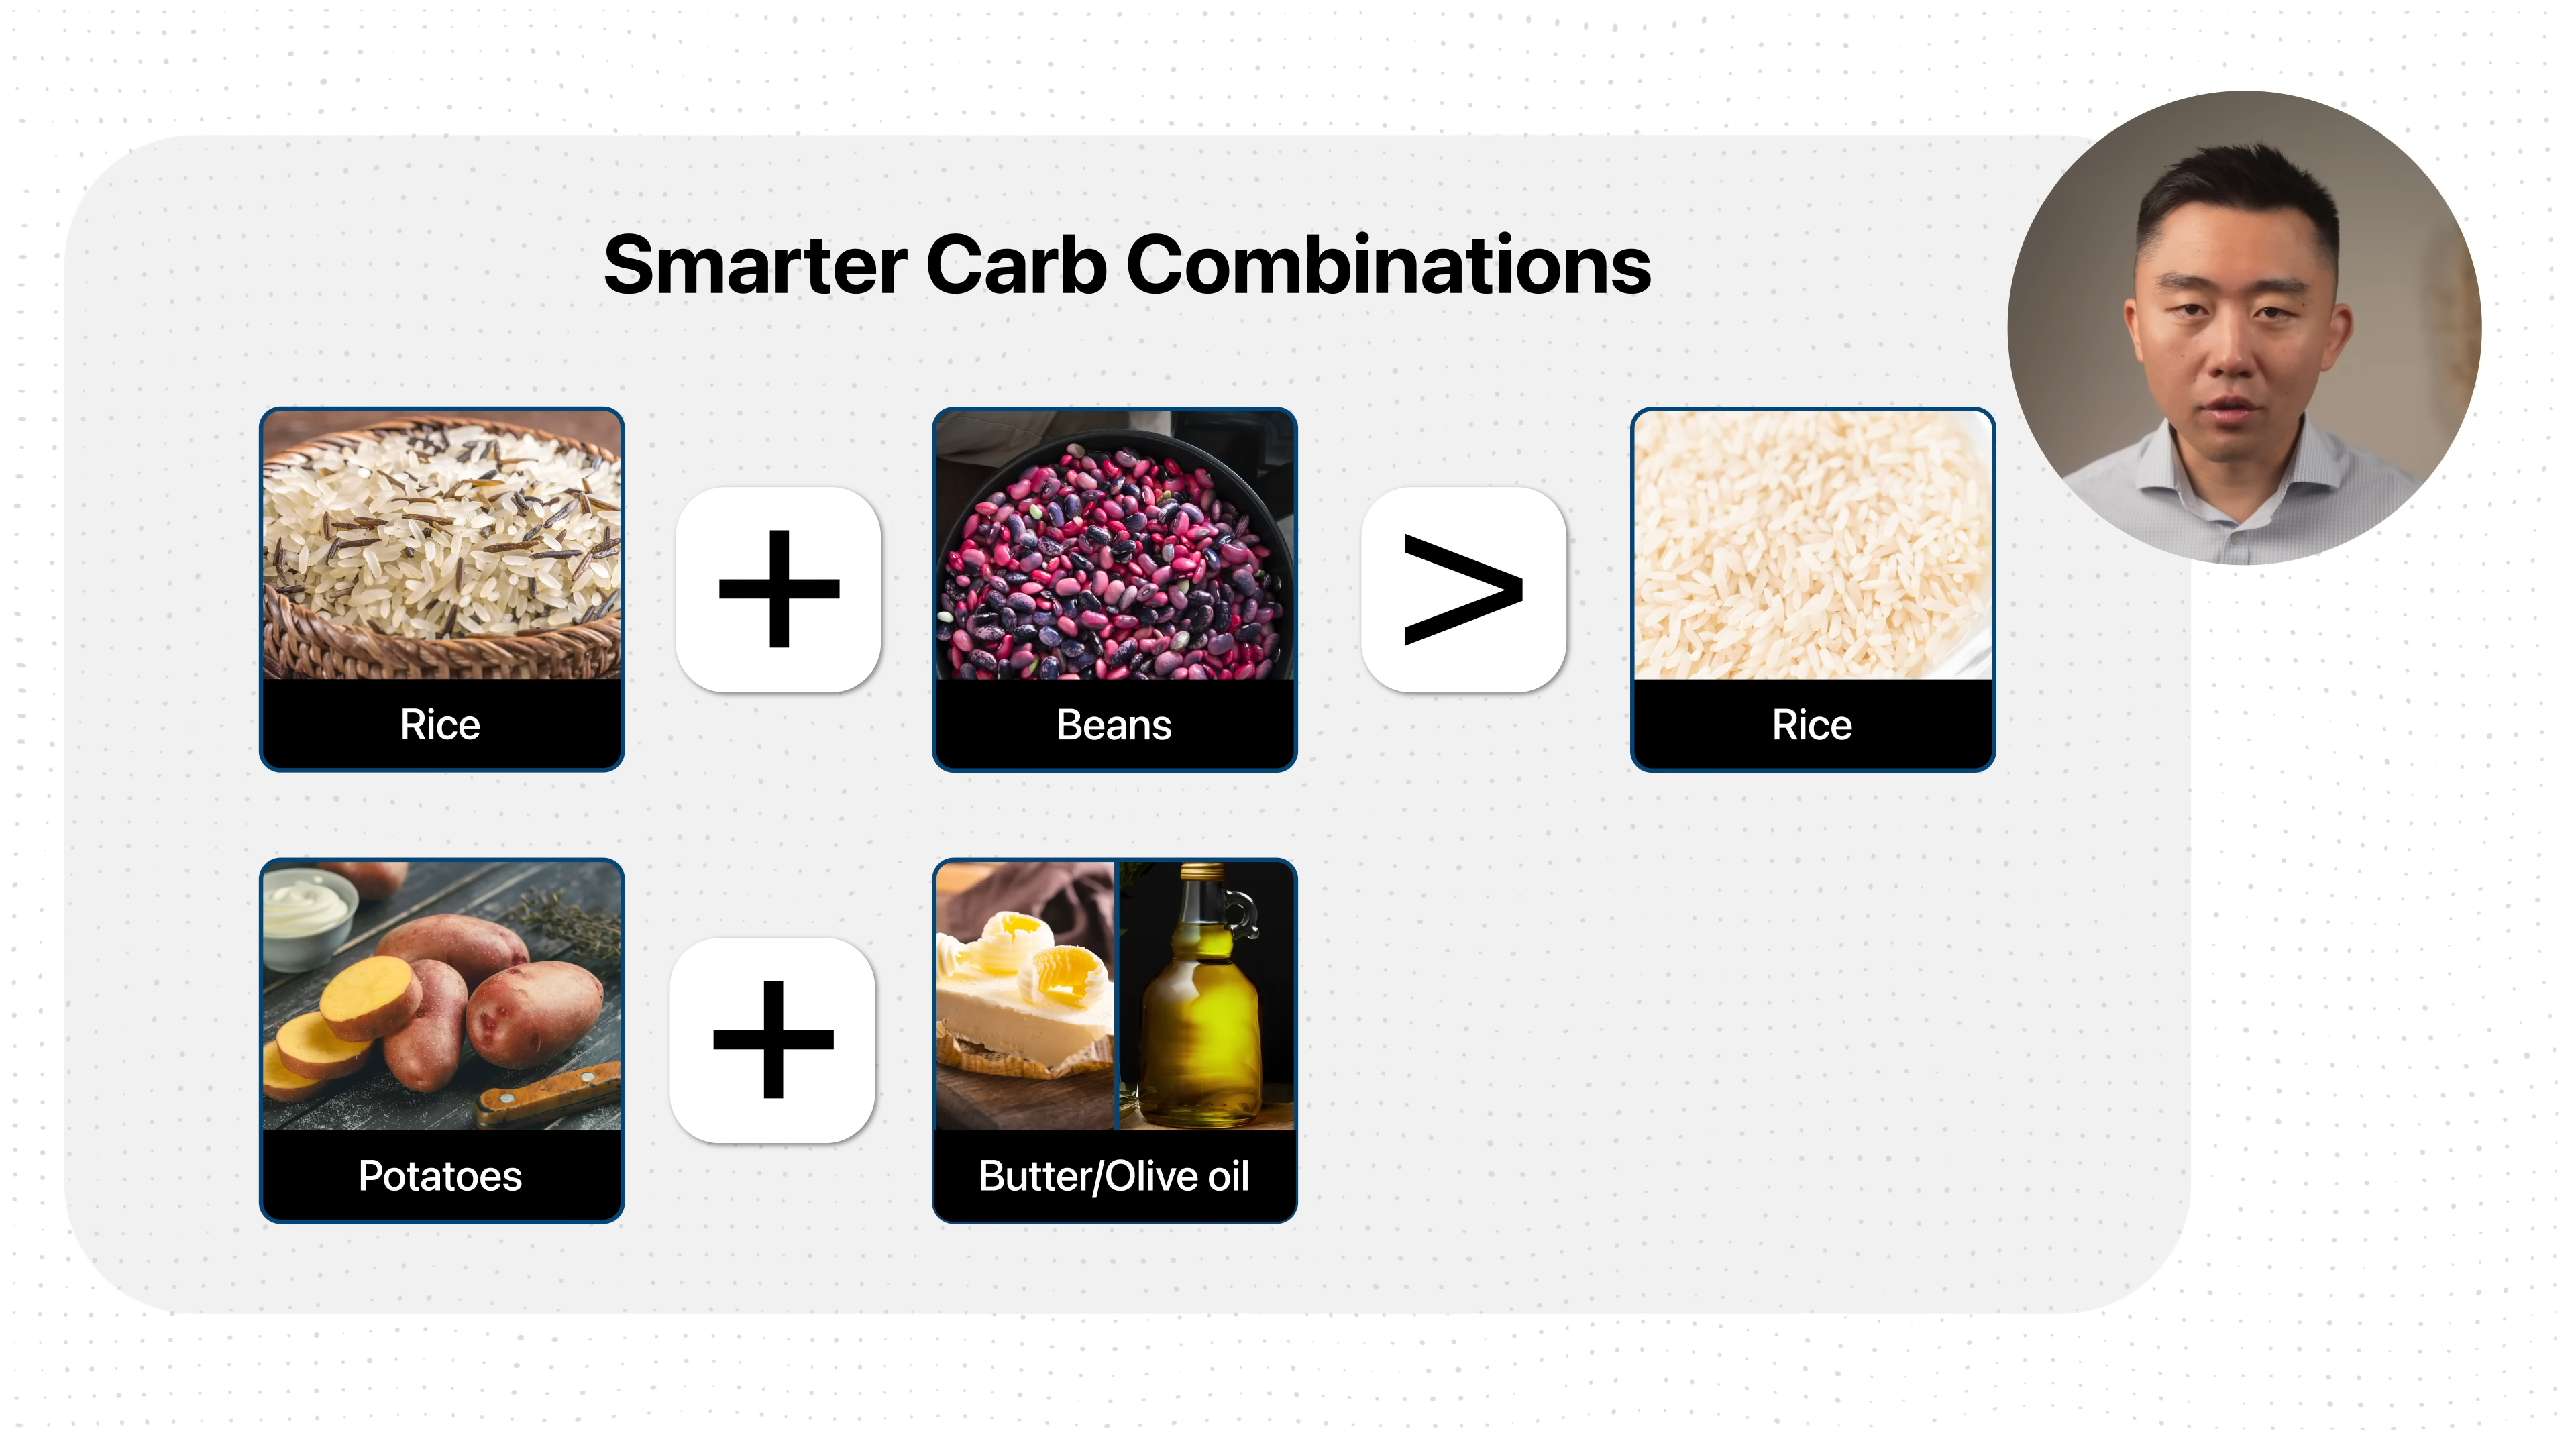 Smarter Carb Combinations
+
>
Rice
Beans
Rice
+
Potatoes
Butter/Olive oil